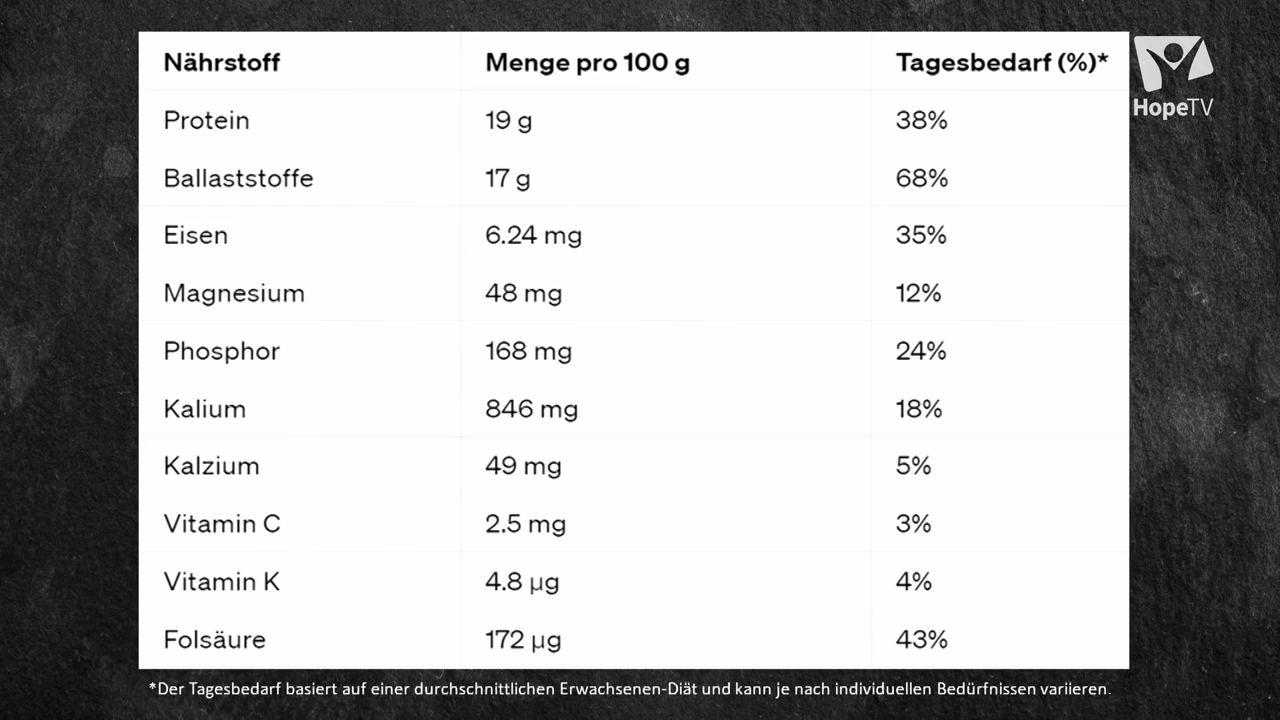 Nährstoff Menge pro 100 g Tagesbedarf (%)*
Protein 19 g 38%
Ballaststoffe 17 g 68%
Eisen 6.24 mg 35%
Magnesium 48 mg 12%
Phosphor 168 mg 24%
Kalium 846 mg 18%
Kalzium 49 mg 5%
Vitamin C 2.5 mg 3%
Vitamin K 4.8 µg 4%
Folsäure 172 µg 43%
*Der Tagesbedarf basiert auf einer durchschnittlichen Erwachsenen-Diät und kann je nach individuellen Bedürfnissen variieren.
HopeTV